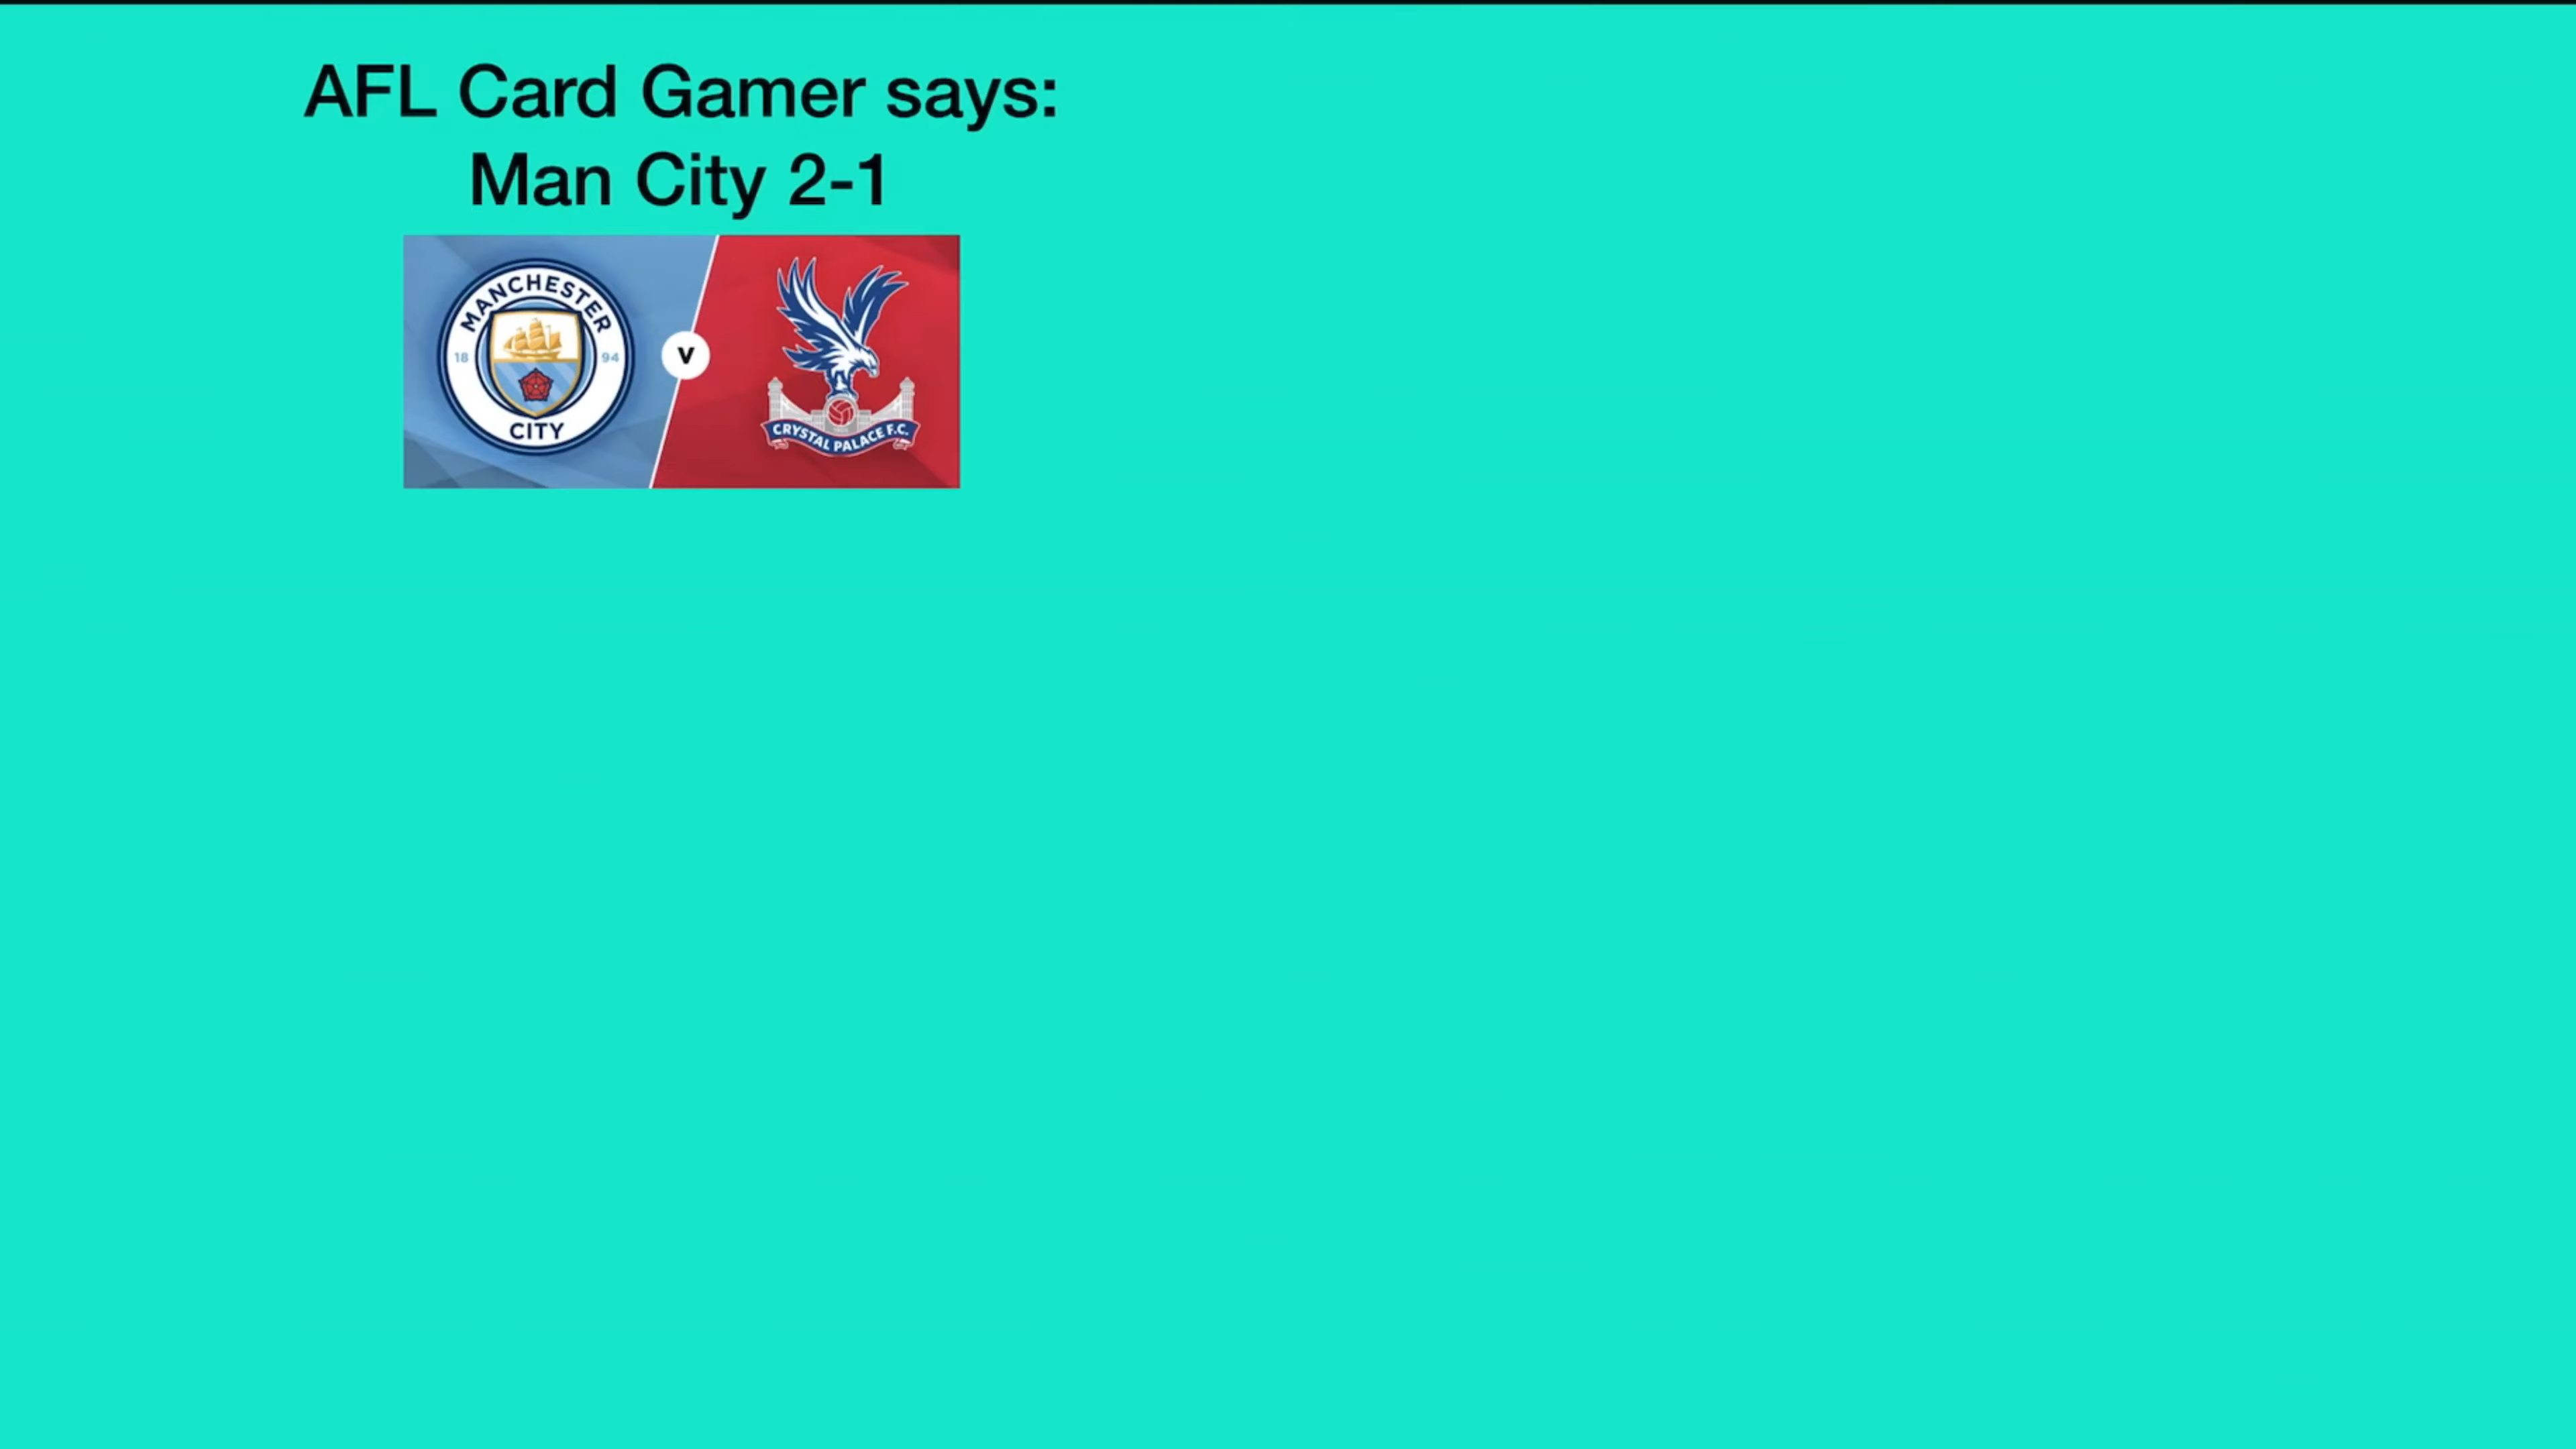 AFL Card Gamer says:
Man City 2-1
MANCHESTER
18 94
CITY
V
CRYSTAL PALACE F.C.